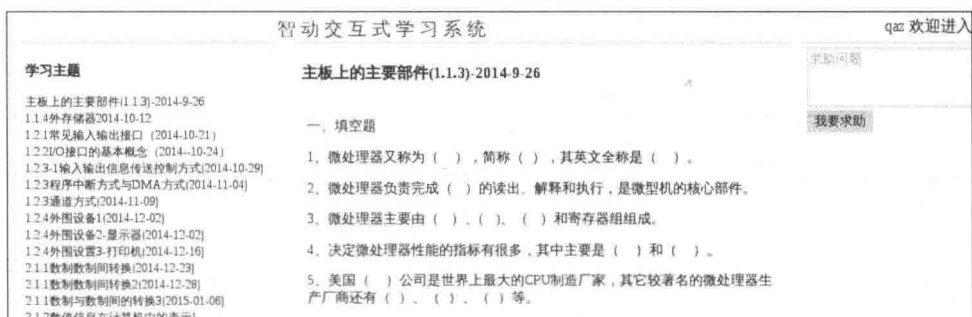 智动交互式学习系统
qaz 欢迎进入
学习主题
主板上的主要部件(1.1.3)-2014-9-26
1.1.4外存储器2014-10-12
1.2.1常见输入输出接口（2014-10-21）
1.2.2I/O接口的基本概念（2014--10-24）
1.2.3-1输入输出信息传送控制方式(2014-10-29)
1.2.3程序中断方式与DMA方式(2014-11-04)
1.2.3通道方式(2014-11-09)
1.2.4外围设备1(2014-12-02)
1.2.4外围设备2-显示器(2014-12-02)
1.2.4外围设置3-打印机(2014-12-16)
2.1.1数制数制间转换(2014-12-23)
2.1.1数制数制间转换2(2014-12-28)
2.1.1数制与数制间的转换3(2015-01-06)
2.1.2数值信息在计算机中的表示1
主板上的主要部件(1.1.3)-2014-9-26
一、填空题
1、微处理器又称为（ ），简称（ ），其英文全称是（ ）。
2、微处理器负责完成（ ）的读出、解释和执行，是微型机的核心部件。
3、微处理器主要由（ ）、（ ）、（ ）和寄存器组组成。
4、决定微处理器性能的指标有很多，其中主要是（ ）和（ ）。
5、美国（ ）公司是世界上最大的CPU制造厂家，其它较著名的微处理器生
产厂商还有（ ）、（ ）、（ ）等。
求助问题
我要求助